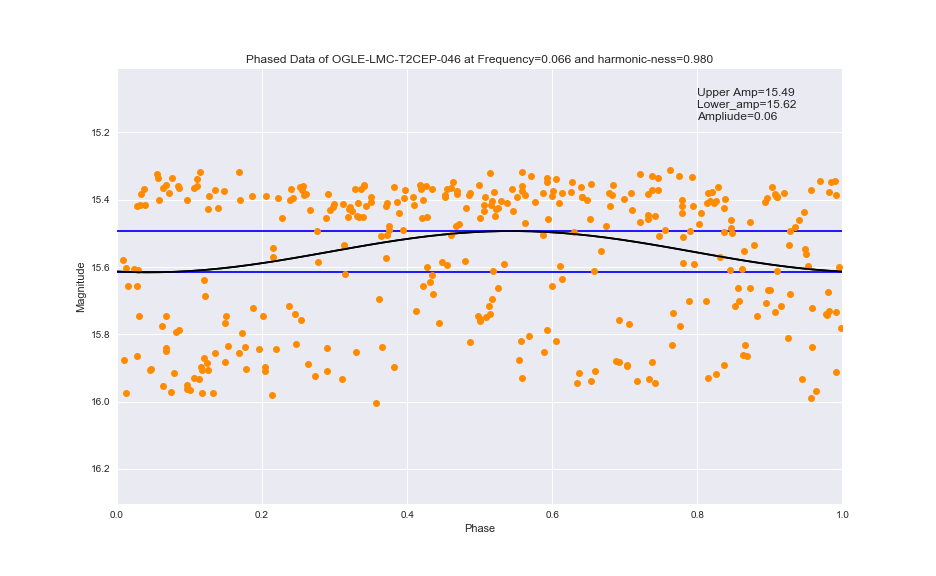 Phased Data of OGLE-LMC-T2CEP-046 at Frequency=0.066 and harmonic-ness=0.980
Upper Amp=15.49
Lower_amp=15.62
Ampliude=0.06
15.2
15.4
15.6
15.8
16.0
16.2
Magnitude
0.0 0.2 0.4 0.6 0.8 1.0
Phase